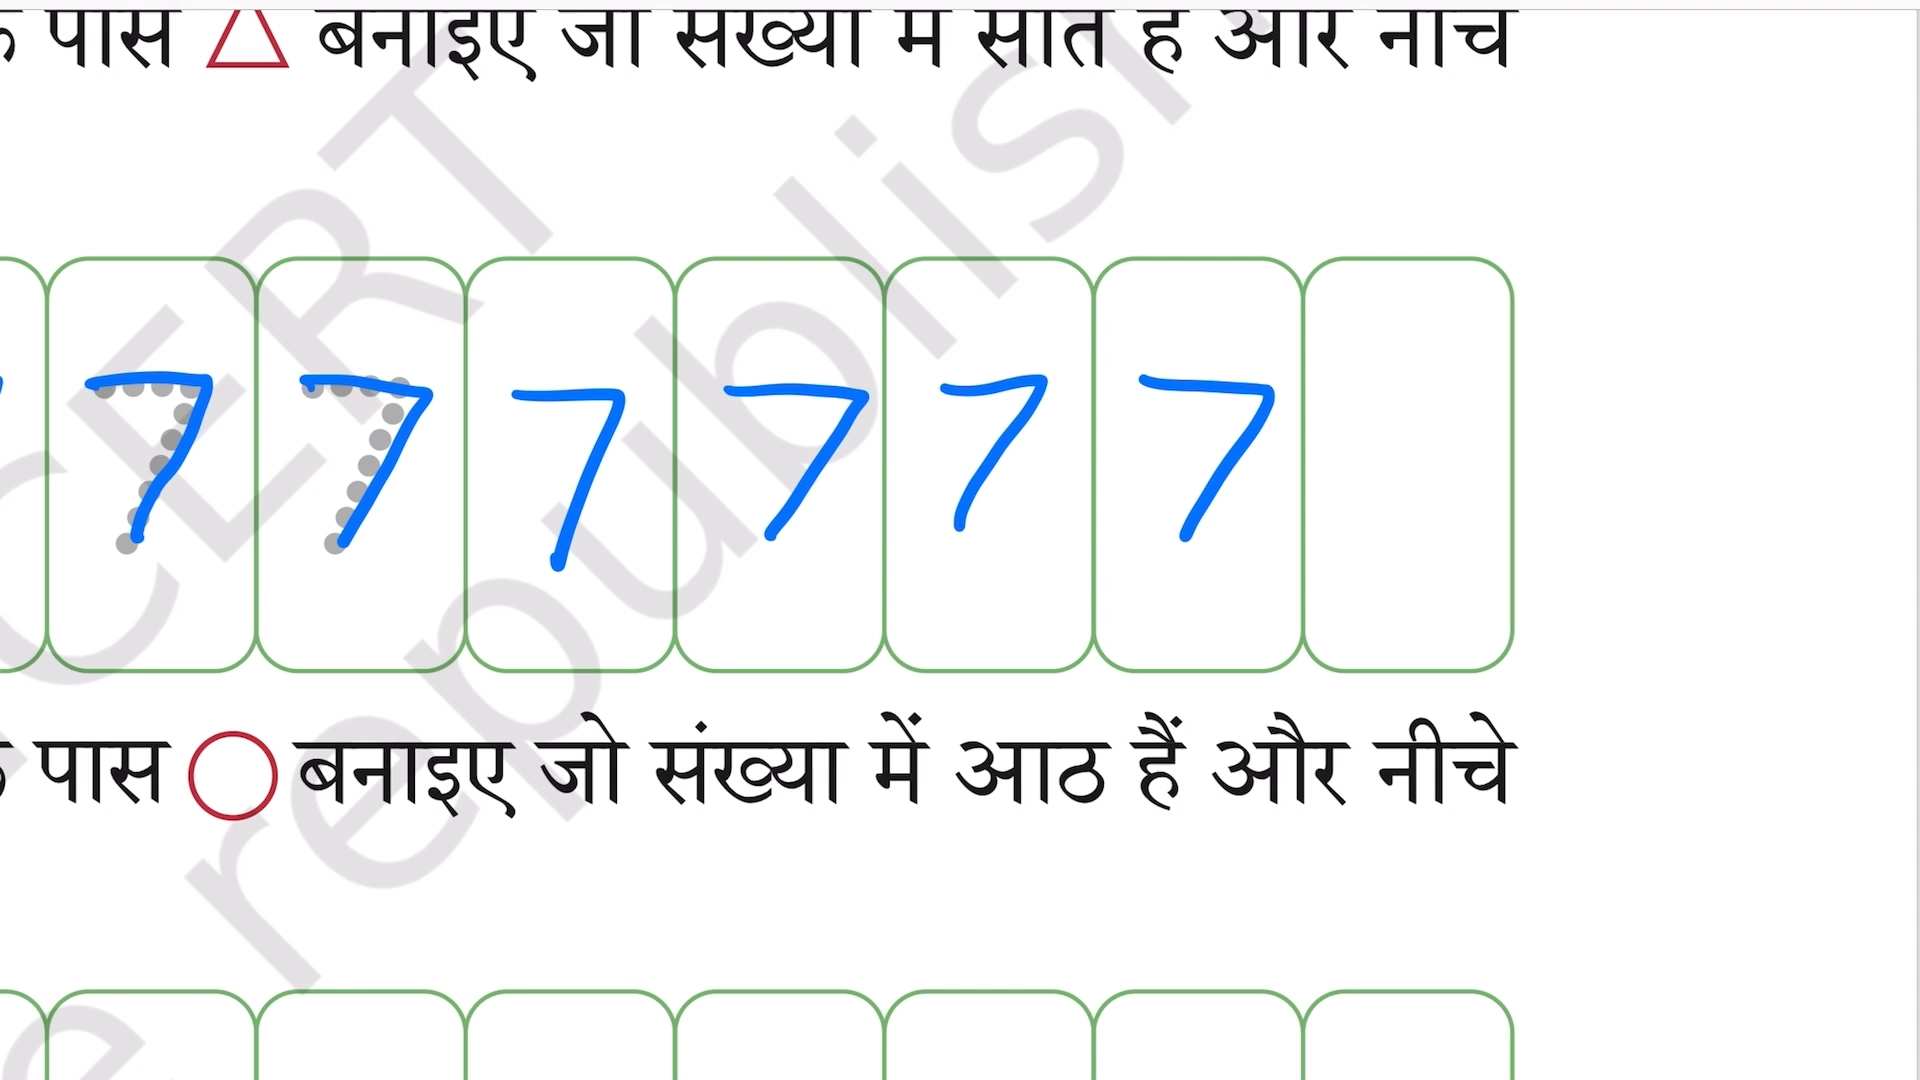 पास △ बनाइए जो संख्या में सात हैं और नीचे
7 7 7 7 7 7
पास ○ बनाइए जो संख्या में आठ हैं और नीचे